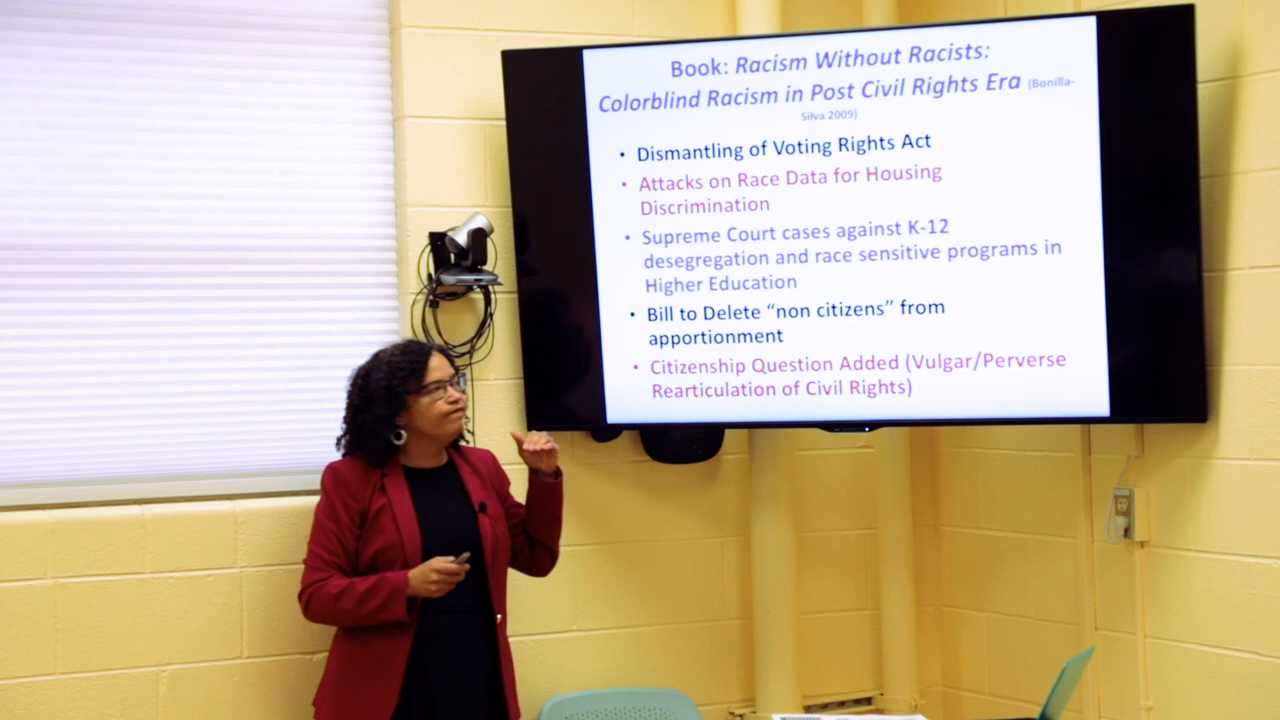 Book: Racism Without Racists:
Colorblind Racism in Post Civil Rights Era (Bonilla-
Silva 2009)
• Dismantling of Voting Rights Act
• Attacks on Race Data for Housing
Discrimination
• Supreme Court cases against K-12
desegregation and race sensitive programs in
Higher Education
• Bill to Delete “non citizens” from
apportionment
• Citizenship Question Added (Vulgar/Perverse
Rearticulation of Civil Rights)